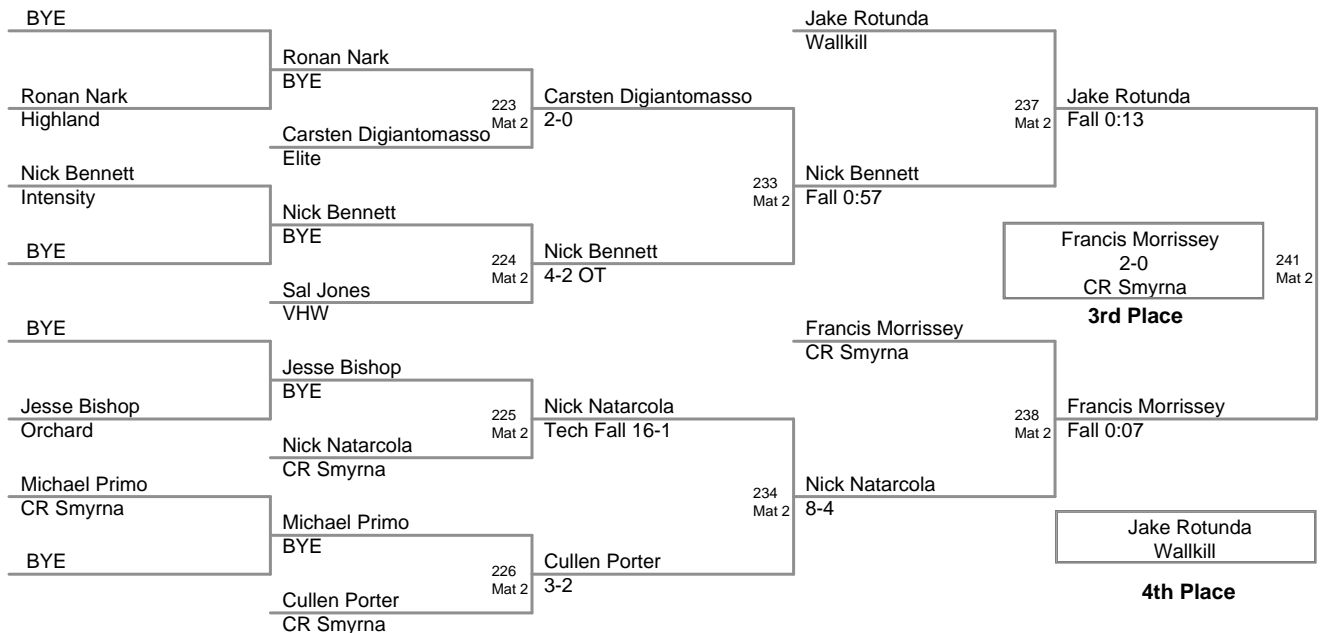 BYE
Ronan Nark
Highland
Nick Bennett
Intensity
BYE
BYE
Jesse Bishop
Orchard
Michael Primo
CR Smyrna
BYE
Ronan Nark
BYE
223
Mat 2
Carsten Digiantomasso
Elite
Nick Bennett
BYE
224
Mat 2
Sal Jones
VHW
Jesse Bishop
BYE
225
Mat 2
Nick Natarcola
CR Smyrna
Michael Primo
BYE
226
Mat 2
Cullen Porter
CR Smyrna
Carsten Digiantomasso
2-0
233
Mat 2
Nick Bennett
4-2 OT
Nick Natarcola
Tech Fall 16-1
234
Mat 2
Cullen Porter
3-2
Jake Rotunda
Wallkill
237
Mat 2
Nick Bennett
Fall 0:57
Francis Morrissey
CR Smyrna
238
Mat 2
Nick Natarcola
8-4
Jake Rotunda
Fall 0:13
Francis Morrissey
2-0
CR Smyrna
241
Mat 2
3rd Place
Francis Morrissey
Fall 0:07
Jake Rotunda
Wallkill
4th Place